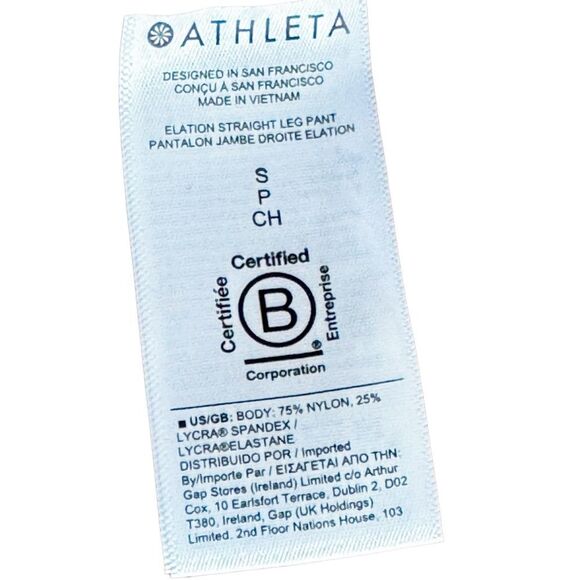 ATHLETA
DESIGNED IN SAN FRANCISCO
CONÇU À SAN FRANCISCO
MADE IN VIETNAM
ELATION STRAIGHT LEG PANT
PANTALON JAMBE DROITE ELATION
S
P
CH
Certified
Certifiée
B
Entreprise
®
Corporation
■ US/GB: BODY: 75% NYLON, 25%
LYCRA® SPANDEX /
LYCRA®ELASTANE
DISTRIBUIDO POR / Imported
By/Importe Par / ΕΙΣΑΓΕΤΑΙ ΑΠΟ ΤΗΝ:
Gap Stores (Ireland) Limited c/o Arthur
Cox, 10 Earlsfort Terrace, Dublin 2, D02
T380, Ireland, Gap (UK Holdings)
Limited. 2nd Floor Nations House, 103